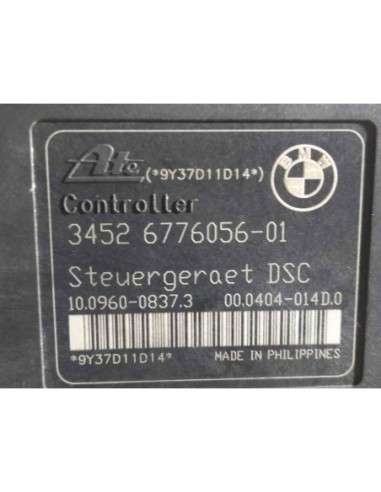 Ate (*9Y37D11D14*) BMW
Controller
3452 6776056-01
Steuergeraet DSC
10.0960-0837.3 00.0404-014D.0
*9Y37D11D14* MADE IN PHILIPPINES